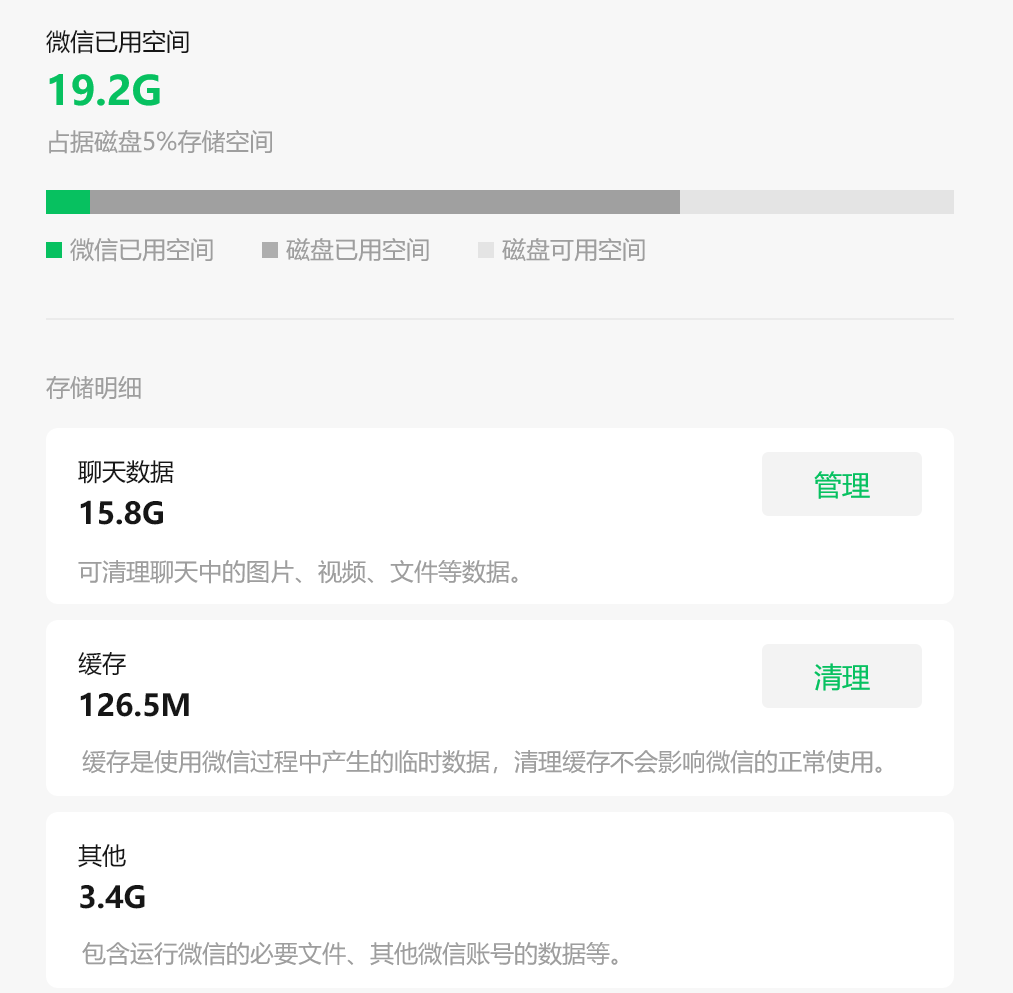 微信已用空间
19.2G
占据磁盘5%存储空间
微信已用空间 磁盘已用空间 磁盘可用空间
存储明细
聊天数据
管理
15.8G
可清理聊天中的图片、视频、文件等数据。
缓存
清理
126.5M
缓存是使用微信过程中产生的临时数据，清理缓存不会影响微信的正常使用。
其他
3.4G
包含运行微信的必要文件、其他微信账号的数据等。